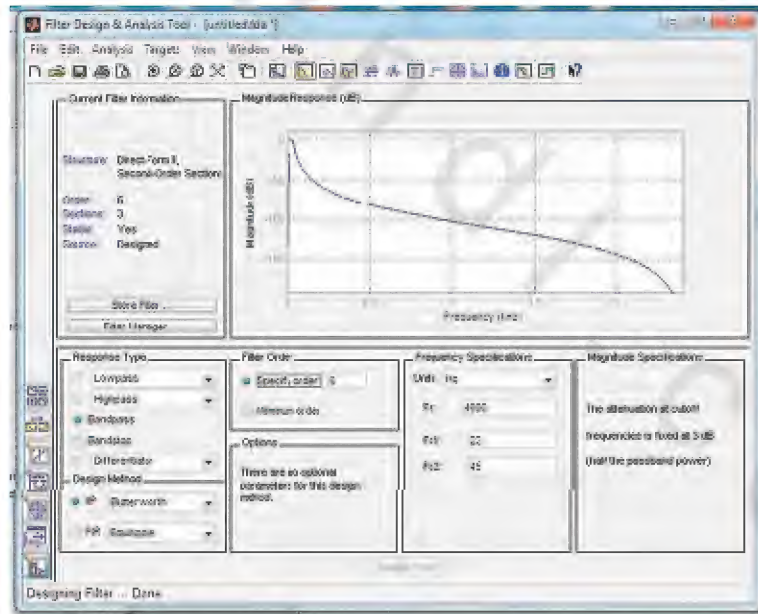 Filter Design & Analysis Tool - [untitled.fda *]
File Edit Analysis Targets View Window Help
Current Filter Information
Structure: Direct-Form II, Second-Order Sections
Order: 6
Sections: 3
Stable: Yes
Source: Designed
Store Filter ...
Filter Manager ...
Magnitude Response (dB)
Magnitude (dB)
Frequency (kHz)
Response Type
Lowpass
Highpass
Bandpass
Bandstop
Differentiator
Design Method
IIR Butterworth
FIR Equiripple
Filter Order
Specify order: 6
Minimum order
Options
There are no optional parameters for this design method.
Frequency Specifications
Units: Hz
Fs:
Fc1:
Fc2: 45
Magnitude Specifications
The attenuation at cutoff
frequencies is fixed at 3 dB
(half the passband power)
Designing Filter ... Done